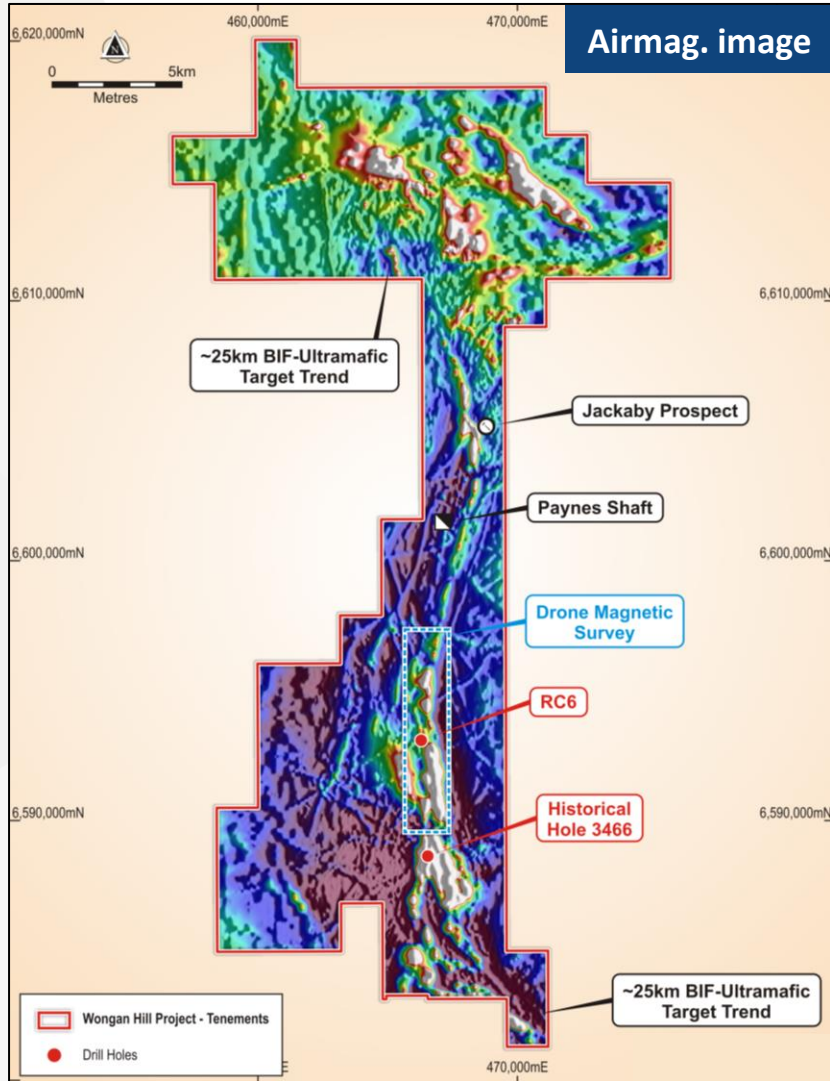 460,000mE
470,000mE
6,620,000mN
Airmag. image
0
5km
Metres
6,610,000mN
6,610,000mN
~25km BIF-Ultramafic
Target Trend
Jackaby Prospect
Paynes Shaft
6,600,000mN
6,600,000mN
Drone Magnetic
Survey
RC6
6,590,000mN
6,590,000mN
Historical
Hole 3466
~25km BIF-Ultramafic
Target Trend
Wongan Hill Project - Tenements
Drill Holes
470,000mE